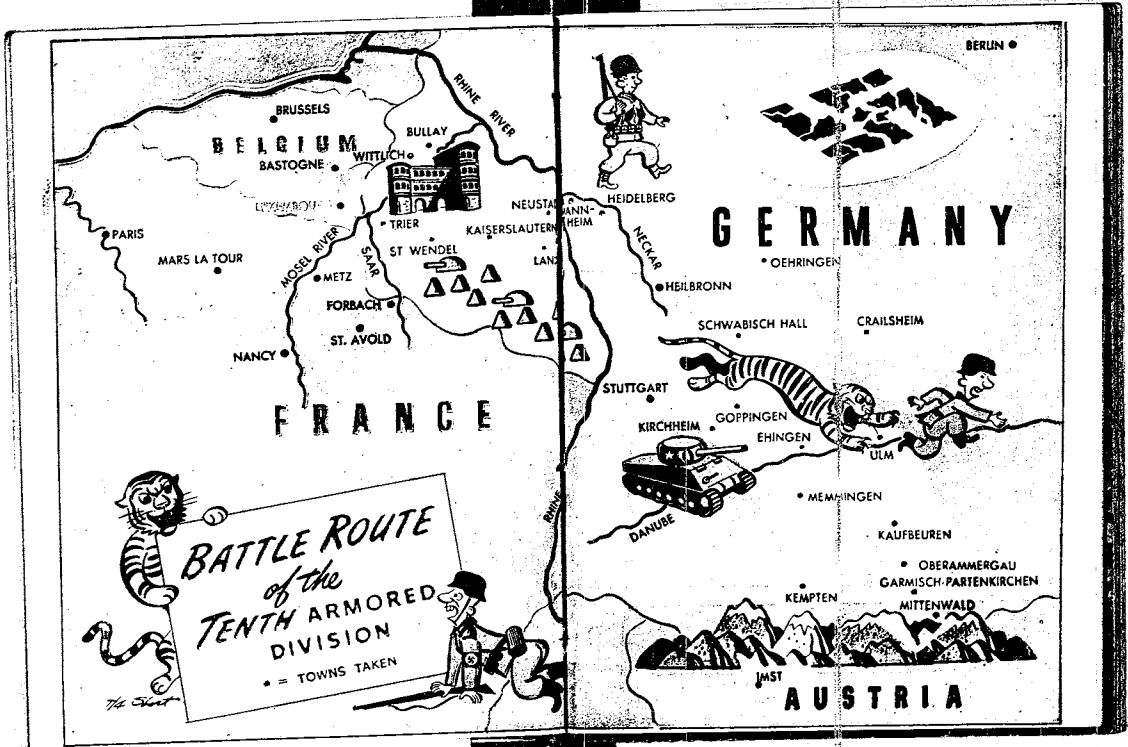 BERLIN
RHINE RIVER
BRUSSELS
BELGIUM
BULLAY
BASTOGNE
WITTLICH
HEIDELBERG
GERMANY
TRIER
KAISERSLAUTERN
PARIS
ST WENDEL
MARS LA TOUR
MOSEL RIVER
SAAR
NECKAR
OEHRINGEN
METZ
HEILBRONN
FORBACH
ST. AVOLD
SCHWABISCH HALL
CRAILSHEIM
NANCY
STUTTGART
FRANCE
GOPPINGEN
KIRCHHEIM
EHINGEN
ULM
MEMMINGEN
RHINE
DANUBE
KAUFBEUREN
OBERAMMERGAU
GARMISCH-PARTENKIRCHEN
KEMPTEN
MITTENWALD
IMST
AUSTRIA
BATTLE ROUTE
of the
TENTH ARMORED
DIVISION
• = TOWNS TAKEN